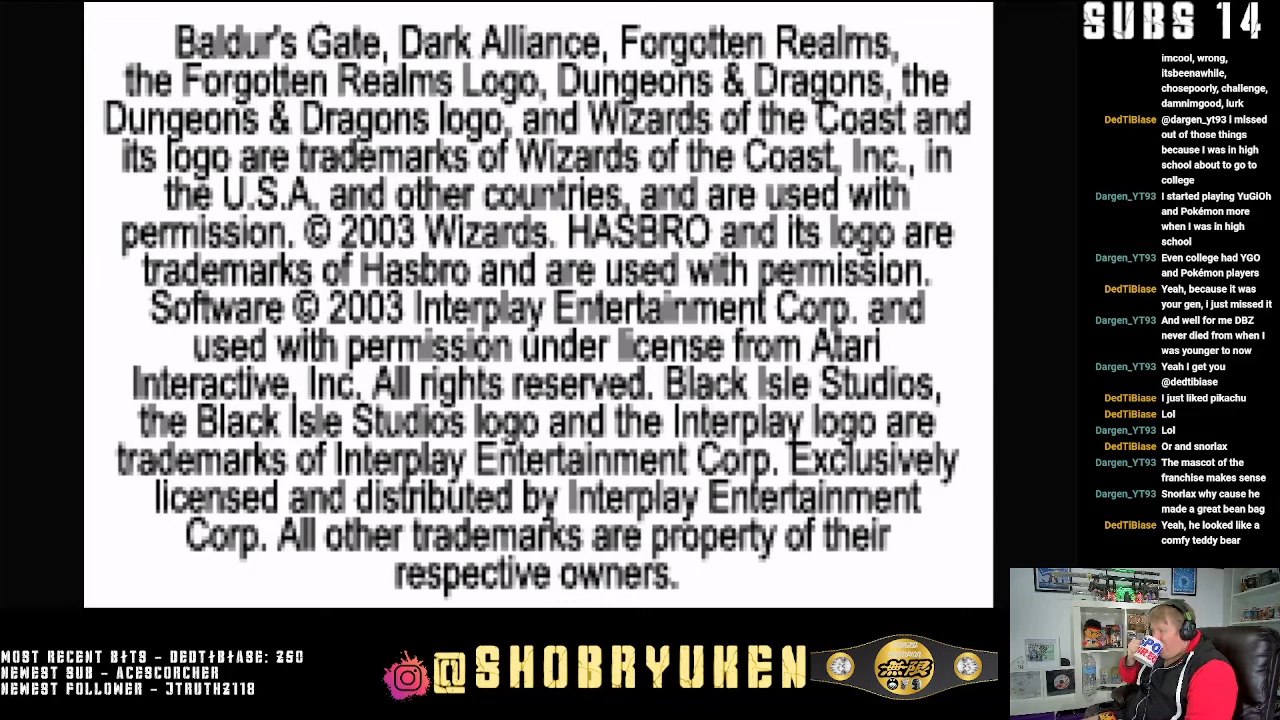 Baldur's Gate, Dark Alliance, Forgotten Realms,
the Forgotten Realms Logo, Dungeons & Dragons, the
Dungeons & Dragons logo, and Wizards of the Coast and
its logo are trademarks of Wizards of the Coast, Inc., in
the U.S.A. and other countries, and are used with
permission. © 2003 Wizards. HASBRO and its logo are
trademarks of Hasbro and are used with permission.
Software © 2003 Interplay Entertainment Corp. and
used with permission under license from Atari
Interactive, Inc. All rights reserved. Black Isle Studios,
the Black Isle Studios logo and the Interplay logo are
trademarks of Interplay Entertainment Corp. Exclusively
licensed and distributed by Interplay Entertainment
Corp. All other trademarks are property of their
respective owners.
SUBS 14
imcool, wrong,
itsbeenawhile,
chosepoorly, challenge,
damnimgood, lurk
DedTiBiase @dargen_yt93 I missed
out of those things
because I was in high
school about to go to
college
Dargen_YT93 I started playing YuGiOh
and Pokémon more
when I was in high
school
Dargen_YT93 Even college had YGO
and Pokémon players
DedTiBiase Yeah, because it was
your gen, i just missed it
Dargen_YT93 And well for me DBZ
never died from when I
was younger to now
Dargen_YT93 Yeah I get you
@dedtibiase
DedTiBiase I just liked pikachu
DedTiBiase Lol
Dargen_YT93 Lol
DedTiBiase Or and snorlax
Dargen_YT93 The mascot of the
franchise makes sense
Dargen_YT93 Snorlax why cause he
made a great bean bag
DedTiBiase Yeah, he looked like a
comfy teddy bear
MOST RECENT BITS - DEDTIBIASE: 250
NEWEST SUB - ACESCORCHER
NEWEST FOLLOWER - JTRUTH2118
@SHOBRYUKEN